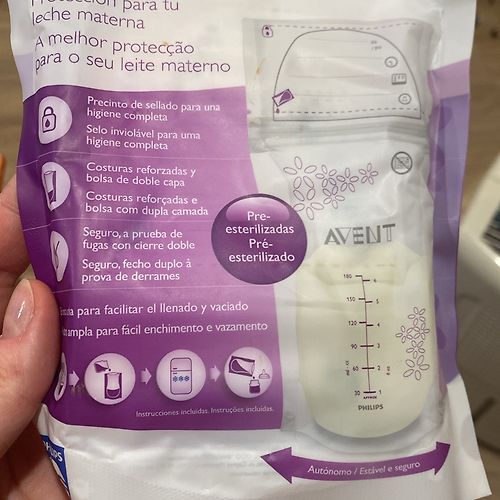 para tu
leche materna
A melhor protecção
para o seu leite materno
Precinto de sellado para una
higiene completa
Selo inviolável para uma
higiene completa
Costuras reforzadas y
bolsa de doble capa
Costuras reforçadas e
bolsa com dupla camada
Seguro, a prueba de
fugas con cierre doble
Seguro, fecho duplo à
prova de derrames
para facilitar el llenado y vaciado
ampla para fácil enchimento e vazamento
Instrucciones incluidas. Instruções incluídas.
Pre-
esterilizadas
Pré-
esterilizado
AVENT
180 6
150 5
120 4
90 3
60 2
30 1
APPROX
PHILIPS
Autónomo / Estável e seguro